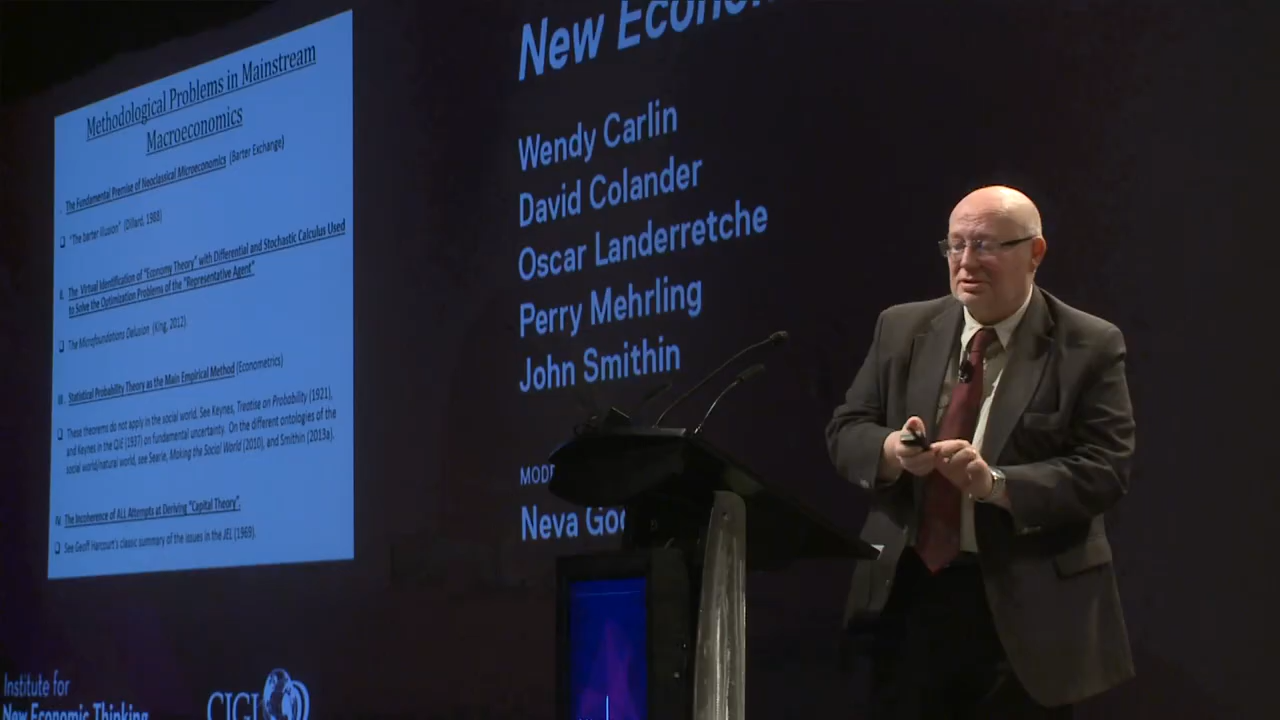 Methodological Problems in Mainstream
Macroeconomics
The Fundamental Premise of Neoclassical Microeconomics (Barter Exchange)
"The barter illusion" (Dillard, 1988)
II. The Virtual Identification of "Economy Theory" with Differential and Stochastic Calculus Used
to Solve the Optimization Problems of the "Representative Agent"
The Microfoundations Delusion (King, 2012).
III. Statistical Probability Theory as the Main Empirical Method (Econometrics)
These theorems do not apply in the social world. See Keynes, Treatise on Probability (1921),
and Keynes in the QJE (1937) on fundamental uncertainty. On the different ontologies of the
social world/natural world, see Searle, Making the Social World (2010), and Smithin (2013a).
IV. The Incoherence of ALL Attempts at Deriving "Capital Theory".
See Geoff Harcourt's classic summary of the issues in the JEL (1969).
New Econo
Wendy Carlin
David Colander
Oscar Landerretche
Perry Mehrling
John Smithin
MODE
Neva Goo
Institute for
New Economic Thinking
CIGI